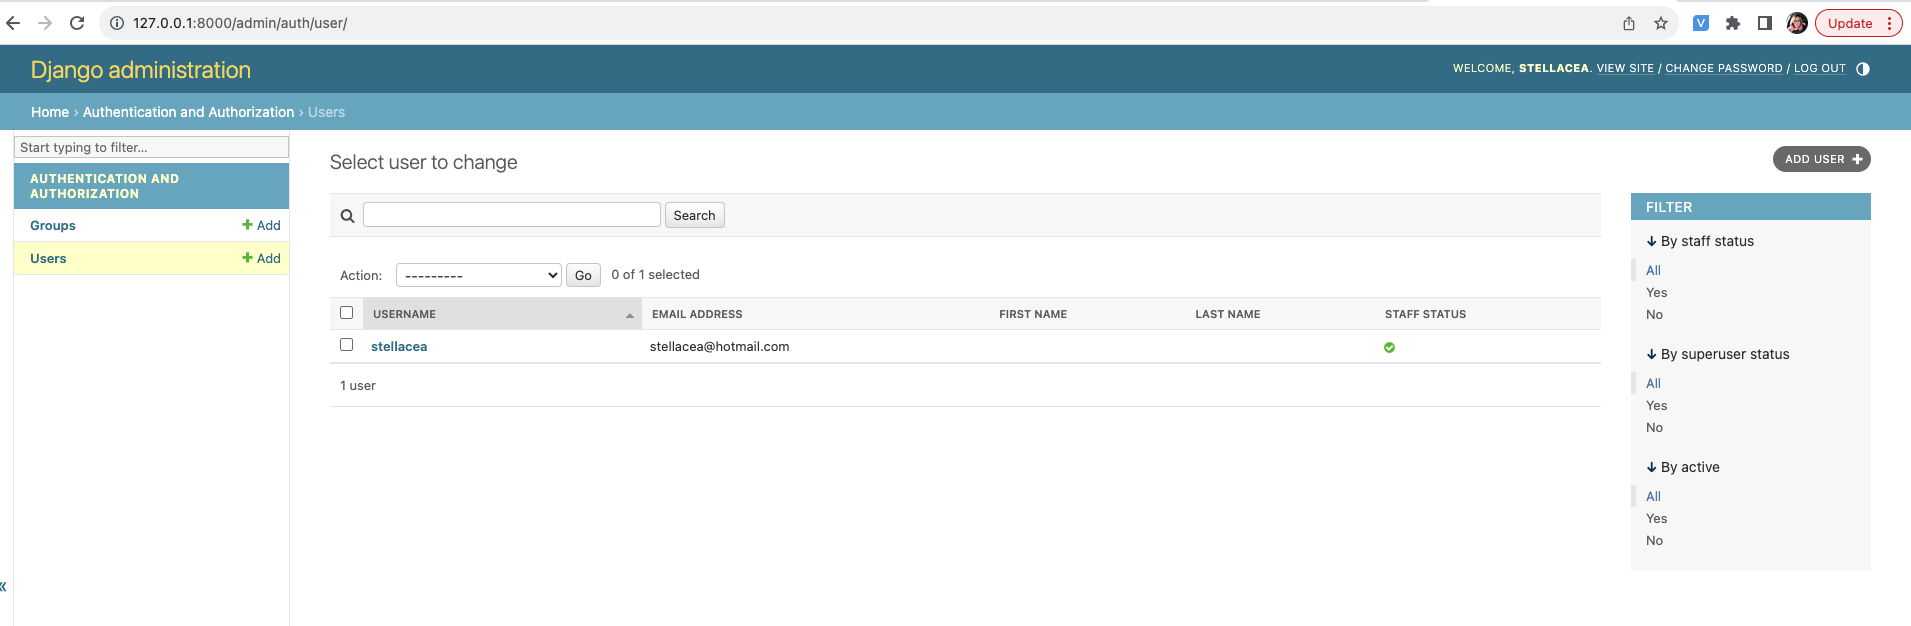 127.0.0.1:8000/admin/auth/user/
V
Update
Django administration
WELCOME, STELLACEA. VIEW SITE / CHANGE PASSWORD / LOG OUT
Home › Authentication and Authorization › Users
Start typing to filter...
AUTHENTICATION AND
AUTHORIZATION
Groups
+ Add
Users
+ Add
«
Select user to change
ADD USER +
Search
Action: --------- Go 0 of 1 selected
USERNAME EMAIL ADDRESS FIRST NAME LAST NAME STAFF STATUS
stellacea stellacea@hotmail.com
1 user
FILTER
↓ By staff status
All
Yes
No
↓ By superuser status
All
Yes
No
↓ By active
All
Yes
No